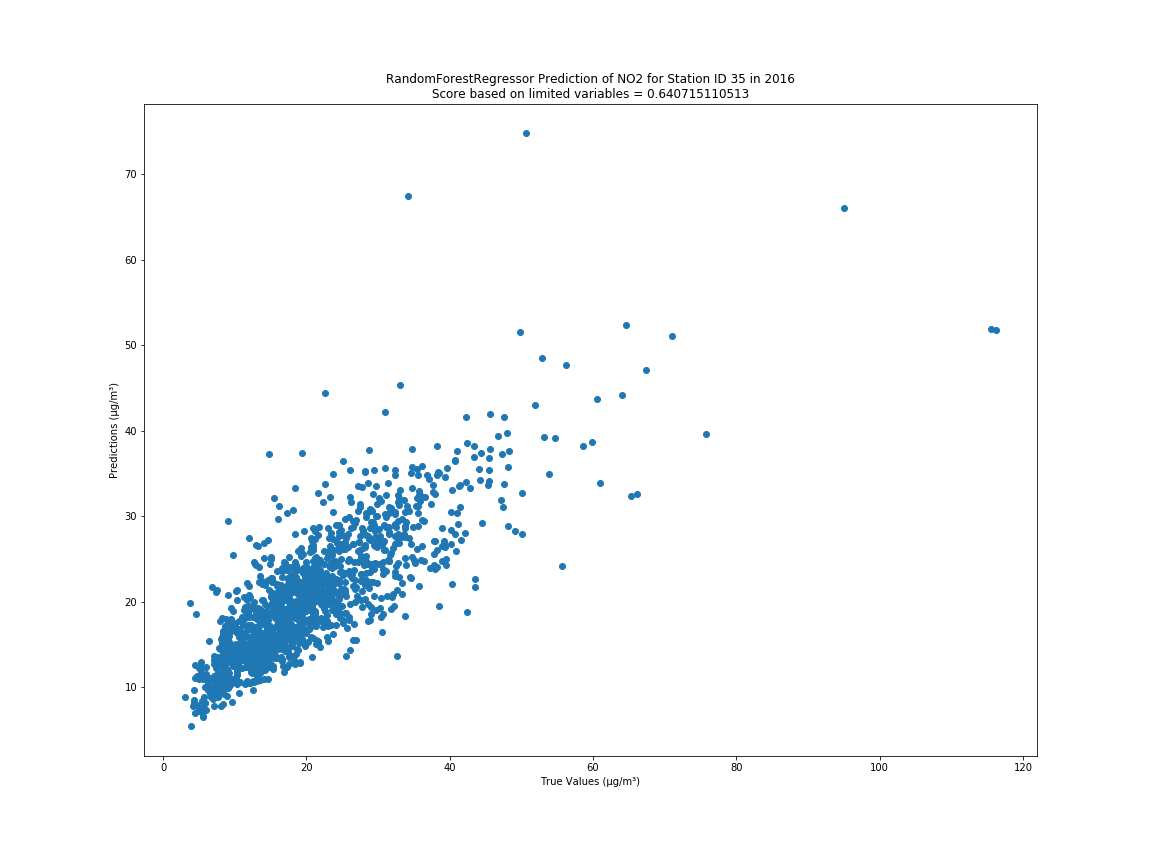 RandomForestRegressor Prediction of NO2 for Station ID 35 in 2016
Score based on limited variables = 0.640715110513
70
60
50
40
30
20
10
Predictions (µg/m³)
0 20 40 60 80 100 120
True Values (µg/m³)